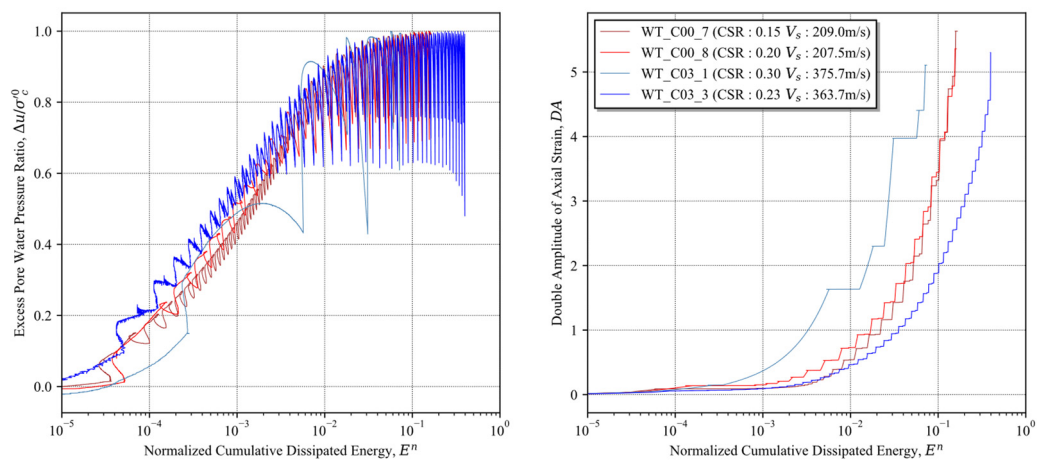 1.0
0.8
0.6
0.4
0.2
0.0
Excess Pore Water Pressure Ratio, Δu/σ′⁰_c
10⁻⁵ 10⁻⁴ 10⁻³ 10⁻² 10⁻¹ 10⁰
Normalized Cumulative Dissipated Energy, Eⁿ
WT_C00_7 (CSR : 0.15 Vₛ : 209.0m/s)
WT_C00_8 (CSR : 0.20 Vₛ : 207.5m/s)
WT_C03_1 (CSR : 0.30 Vₛ : 375.7m/s)
WT_C03_3 (CSR : 0.23 Vₛ : 363.7m/s)
5
4
3
2
1
0
Double Amplitude of Axial Strain, DA
10⁻⁵ 10⁻⁴ 10⁻³ 10⁻² 10⁻¹ 10⁰
Normalized Cumulative Dissipated Energy, Eⁿ